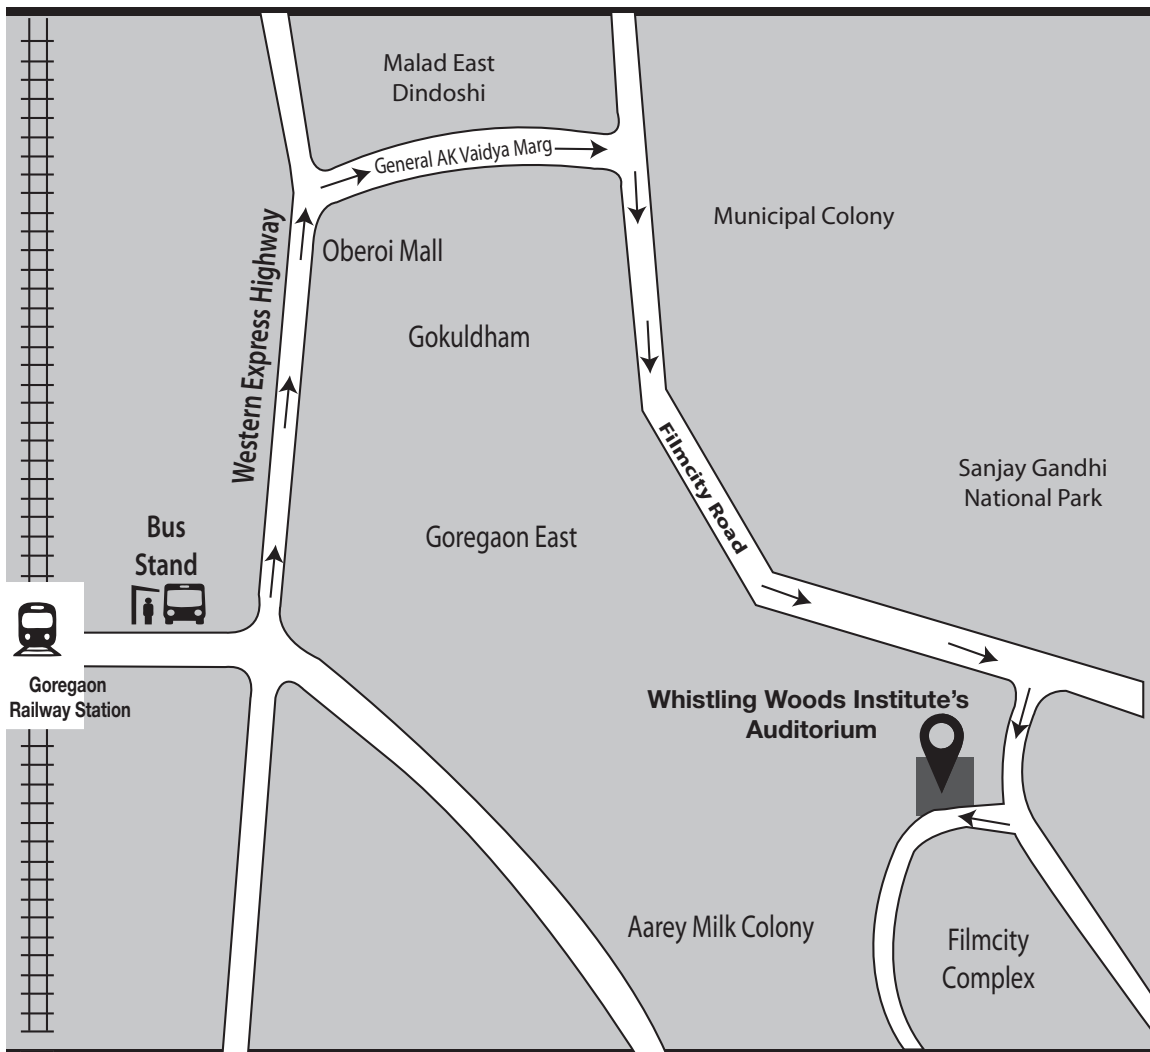 Malad East
Dindoshi
General AK Vaidya Marg
Municipal Colony
Western Express Highway
Oberoi Mall
Gokuldham
Filmcity Road
Sanjay Gandhi
National Park
Bus
Stand
Goregaon East
Goregaon
Railway Station
Whistling Woods Institute's
Auditorium
Aarey Milk Colony
Filmcity
Complex